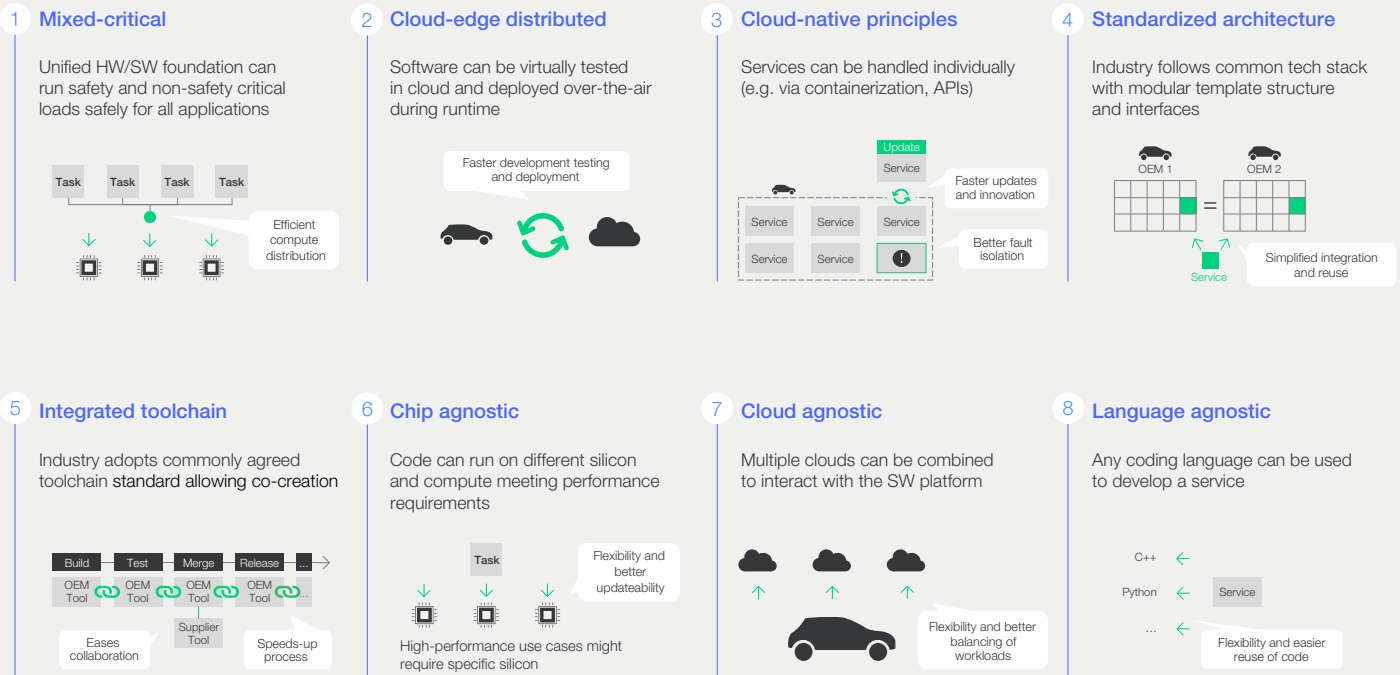 1
Mixed-critical
Unified HW/SW foundation can
run safety and non-safety critical
loads safely for all applications
Task
Task
Task
Task
Efficient
compute
distribution
2
Cloud-edge distributed
Software can be virtually tested
in cloud and deployed over-the-air
during runtime
Faster development testing
and deployment
3
Cloud-native principles
Services can be handled individually
(e.g. via containerization, APIs)
Update
Service
Faster updates
and innovation
Service
Service
Service
Service
Service
!
Better fault
isolation
4
Standardized architecture
Industry follows common tech stack
with modular template structure
and interfaces
OEM 1
OEM 2
=
Service
Simplified integration
and reuse
5
Integrated toolchain
Industry adopts commonly agreed
toolchain standard allowing co-creation
Build
Test
Merge
Release
...
OEM
Tool
OEM
Tool
OEM
Tool
OEM
Tool
...
Supplier
Tool
Eases
collaboration
Speeds-up
process
6
Chip agnostic
Code can run on different silicon
and compute meeting performance
requirements
Task
Flexibility and
better
updateability
High-performance use cases might
require specific silicon
7
Cloud agnostic
Multiple clouds can be combined
to interact with the SW platform
Flexibility and better
balancing of
workloads
8
Language agnostic
Any coding language can be used
to develop a service
C++
Python
...
Service
Flexibility and easier
reuse of code